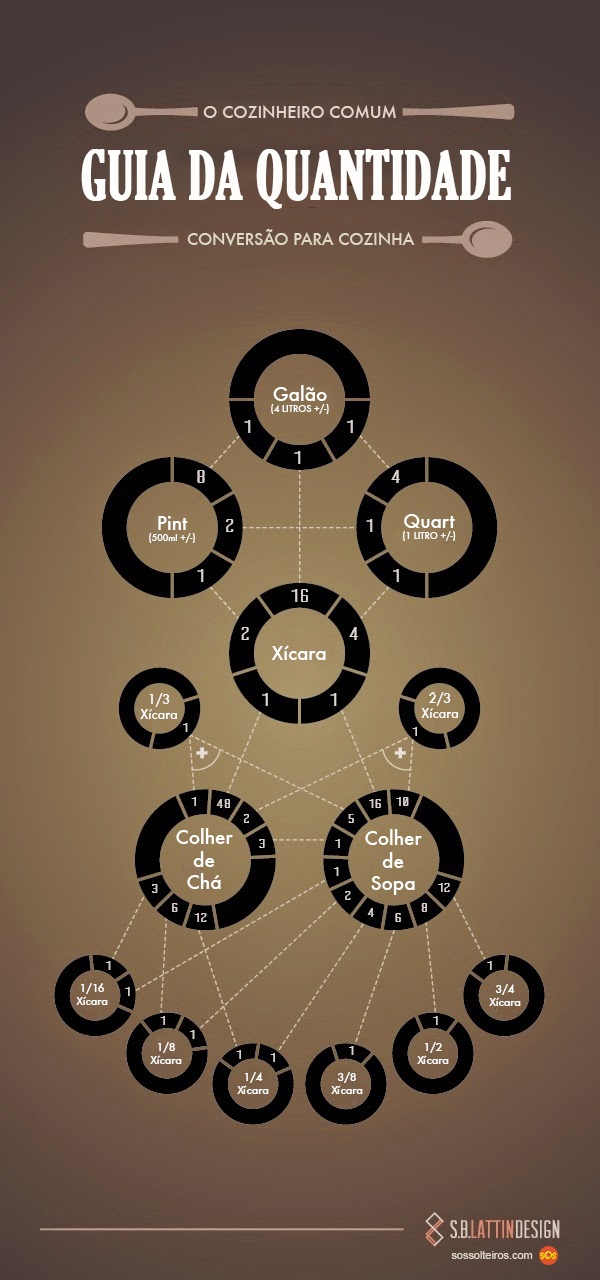 O COZINHEIRO COMUM
GUIA DA QUANTIDADE
CONVERSÃO PARA COZINHA
Galão
(4 LITROS +/-)
1
1
1
8
4
Pint
(500ml +/-)
2
1
Quart
(1 LITRO +/-)
1
1
16
2
4
Xícara
1
1
1/3
Xícara
1
2/3
Xícara
1
+
+
1
48
2
3
Colher
de
Chá
3
6
12
5
16
10
1
Colher
de
Sopa
1
2
4
6
8
12
1
1/16
Xícara
1
1
1/8
Xícara
1
1
1
1/4
Xícara
1
3/8
Xícara
1
1/2
Xícara
1
3/4
Xícara
S.B.LATTINDESIGN
sossolteiros.com SOS